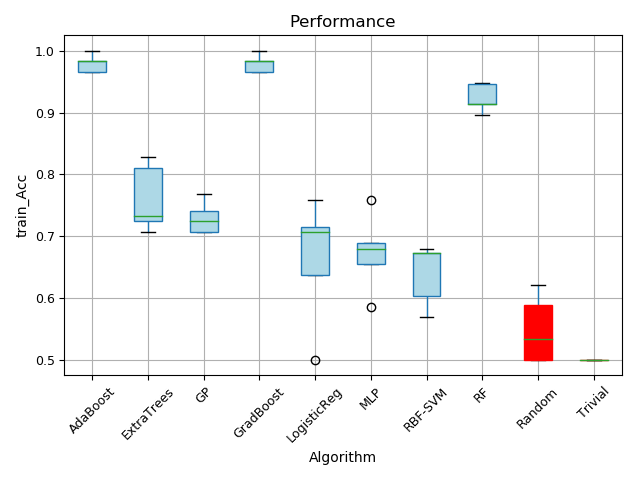 Performance
train_Acc
1.0
0.9
0.8
0.7
0.6
0.5
AdaBoost
ExtraTrees
GP
GradBoost
LogisticReg
MLP
RBF-SVM
RF
Random
Trivial
Algorithm